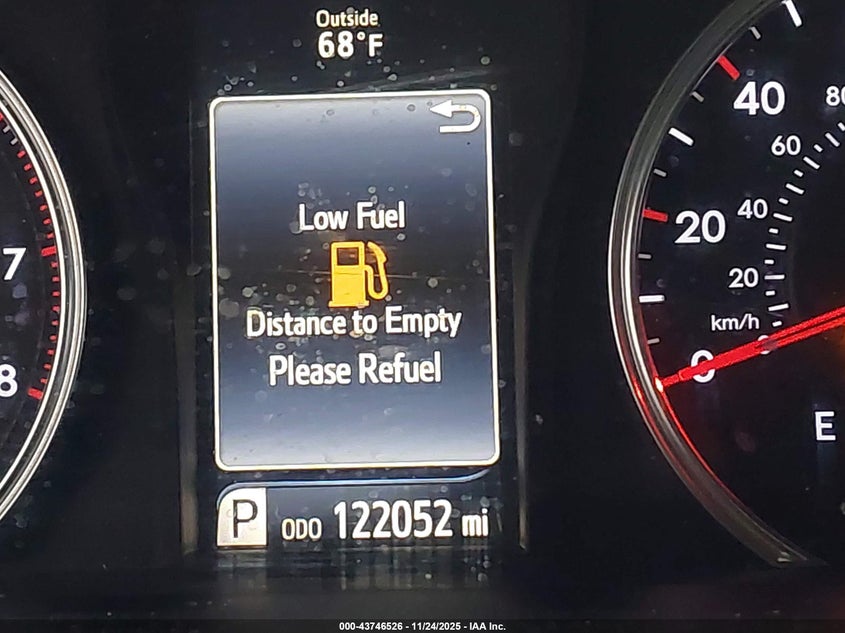 Outside
68°F
Low Fuel
Distance to Empty
Please Refuel
P ODO 122052 mi
7
8
40
20
0
80
60
40
20
km/h
E
000-43746526 - 11/24/2025 - IAA Inc.